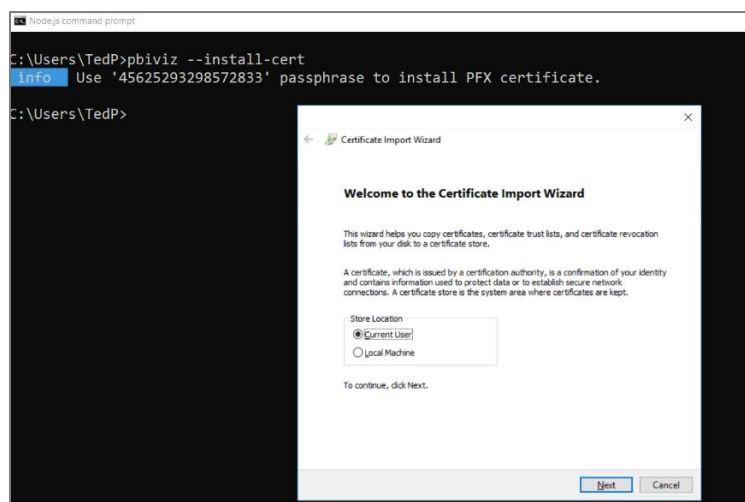 Node.js command prompt
C:\Users\TedP>pbiviz --install-cert
info Use '45625293298572833' passphrase to install PFX certificate.
C:\Users\TedP>
Certificate Import Wizard
Welcome to the Certificate Import Wizard
This wizard helps you copy certificates, certificate trust lists, and certificate revocation
lists from your disk to a certificate store.
A certificate, which is issued by a certification authority, is a confirmation of your identity
and contains information used to protect data or to establish secure network
connections. A certificate store is the system area where certificates are kept.
Store Location
Current User
Local Machine
To continue, click Next.
Next Cancel